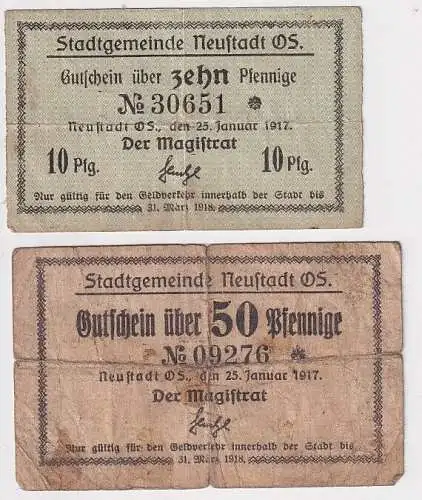 Stadtgemeinde Neustadt OS.
Gutschein über zehn Pfennige
№ 30651
Neustadt OS., den 25. Januar 1917.
Der Magistrat
10 Pfg. 10 Pfg.
Nur gültig für den Geldverkehr innerhalb der Stadt bis
31. März 1918.
Stadtgemeinde Neustadt OS.
Gutschein über 50 Pfennige
№ 09276
Neustadt OS., den 25. Januar 1917.
Der Magistrat
Nur gültig für den Geldverkehr innerhalb der Stadt bis
31. März 1918.